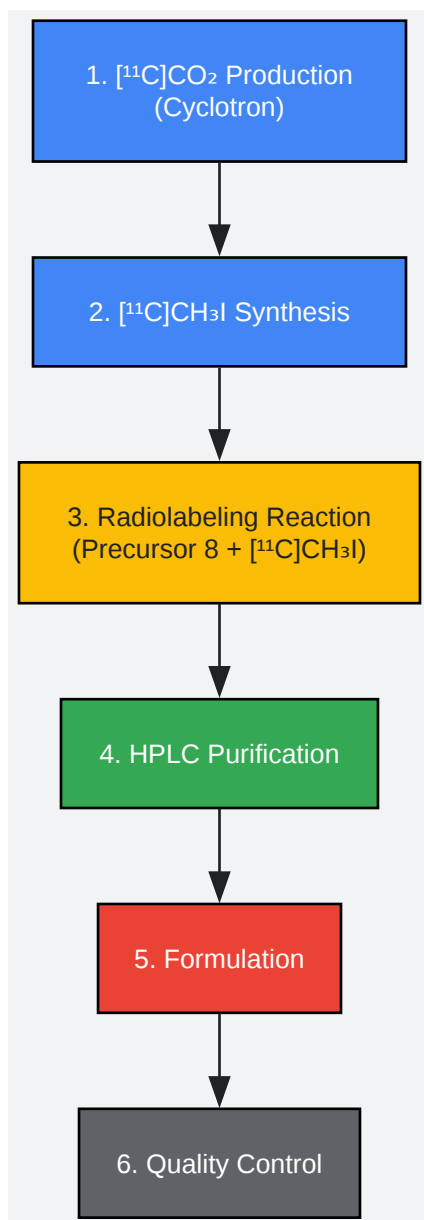 1. [¹¹C]CO₂ Production
(Cyclotron)
2. [¹¹C]CH₃I Synthesis
3. Radiolabeling Reaction
(Precursor 8 + [¹¹C]CH₃I)
4. HPLC Purification
5. Formulation
6. Quality Control